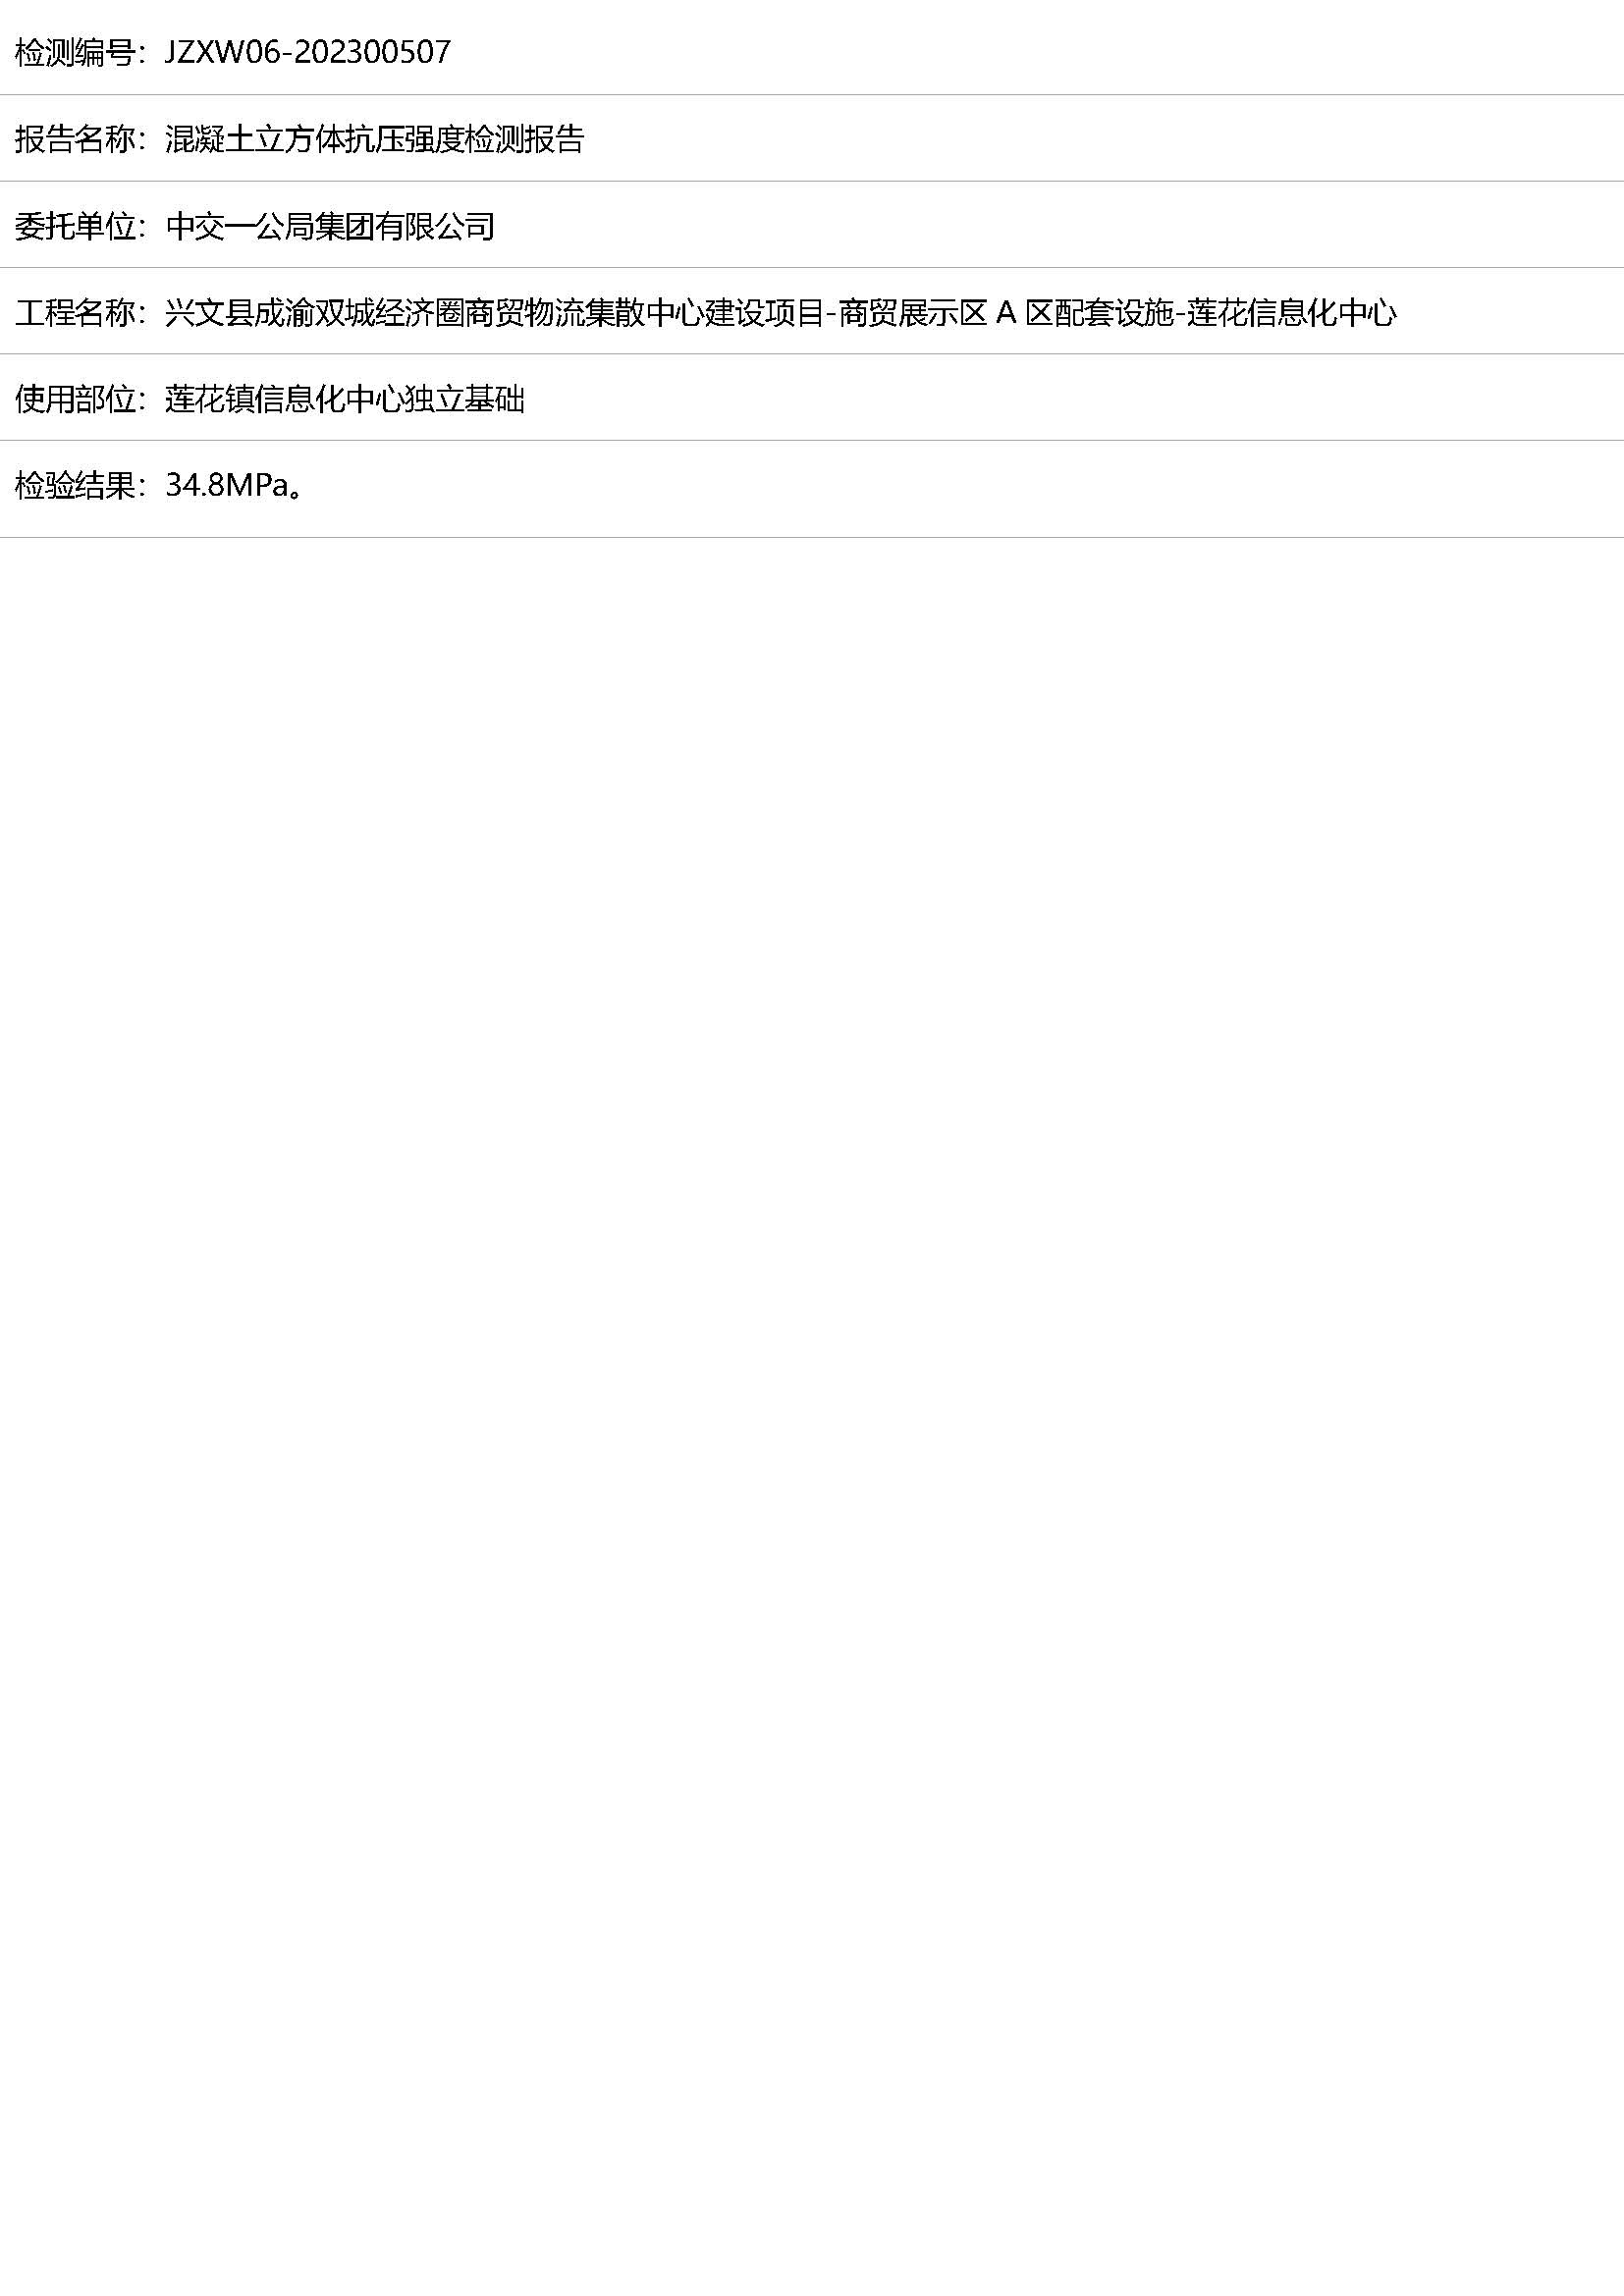 检测编号：JZXW06-202300507
报告名称：混凝土立方体抗压强度检测报告
委托单位：中交一公局集团有限公司
工程名称：兴文县成渝双城经济圈商贸物流集散中心建设项目-商贸展示区 A 区配套设施-莲花信息化中心
使用部位：莲花镇信息化中心独立基础
检验结果：34.8MPa。